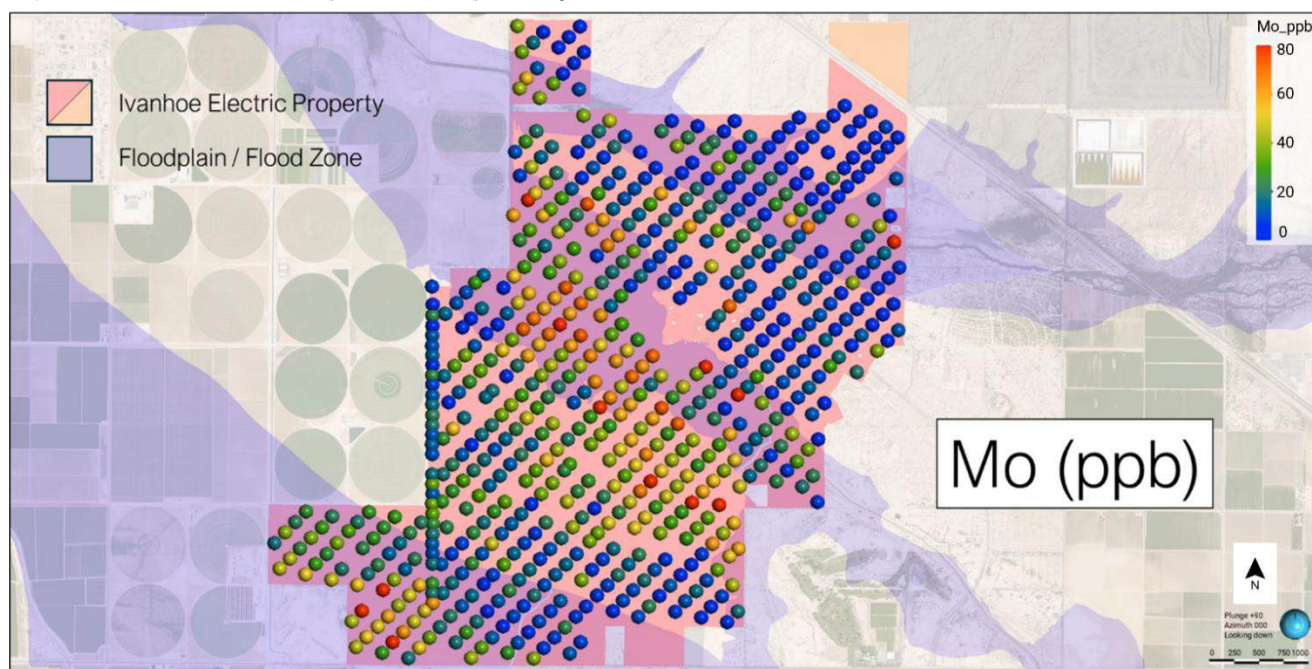 Mo_ppb
80
60
40
20
0
Ivanhoe Electric Property
Floodplain / Flood Zone
Mo (ppb)
N
Plunge +90
Azimuth 000
Looking down
0 250 500 750 1000